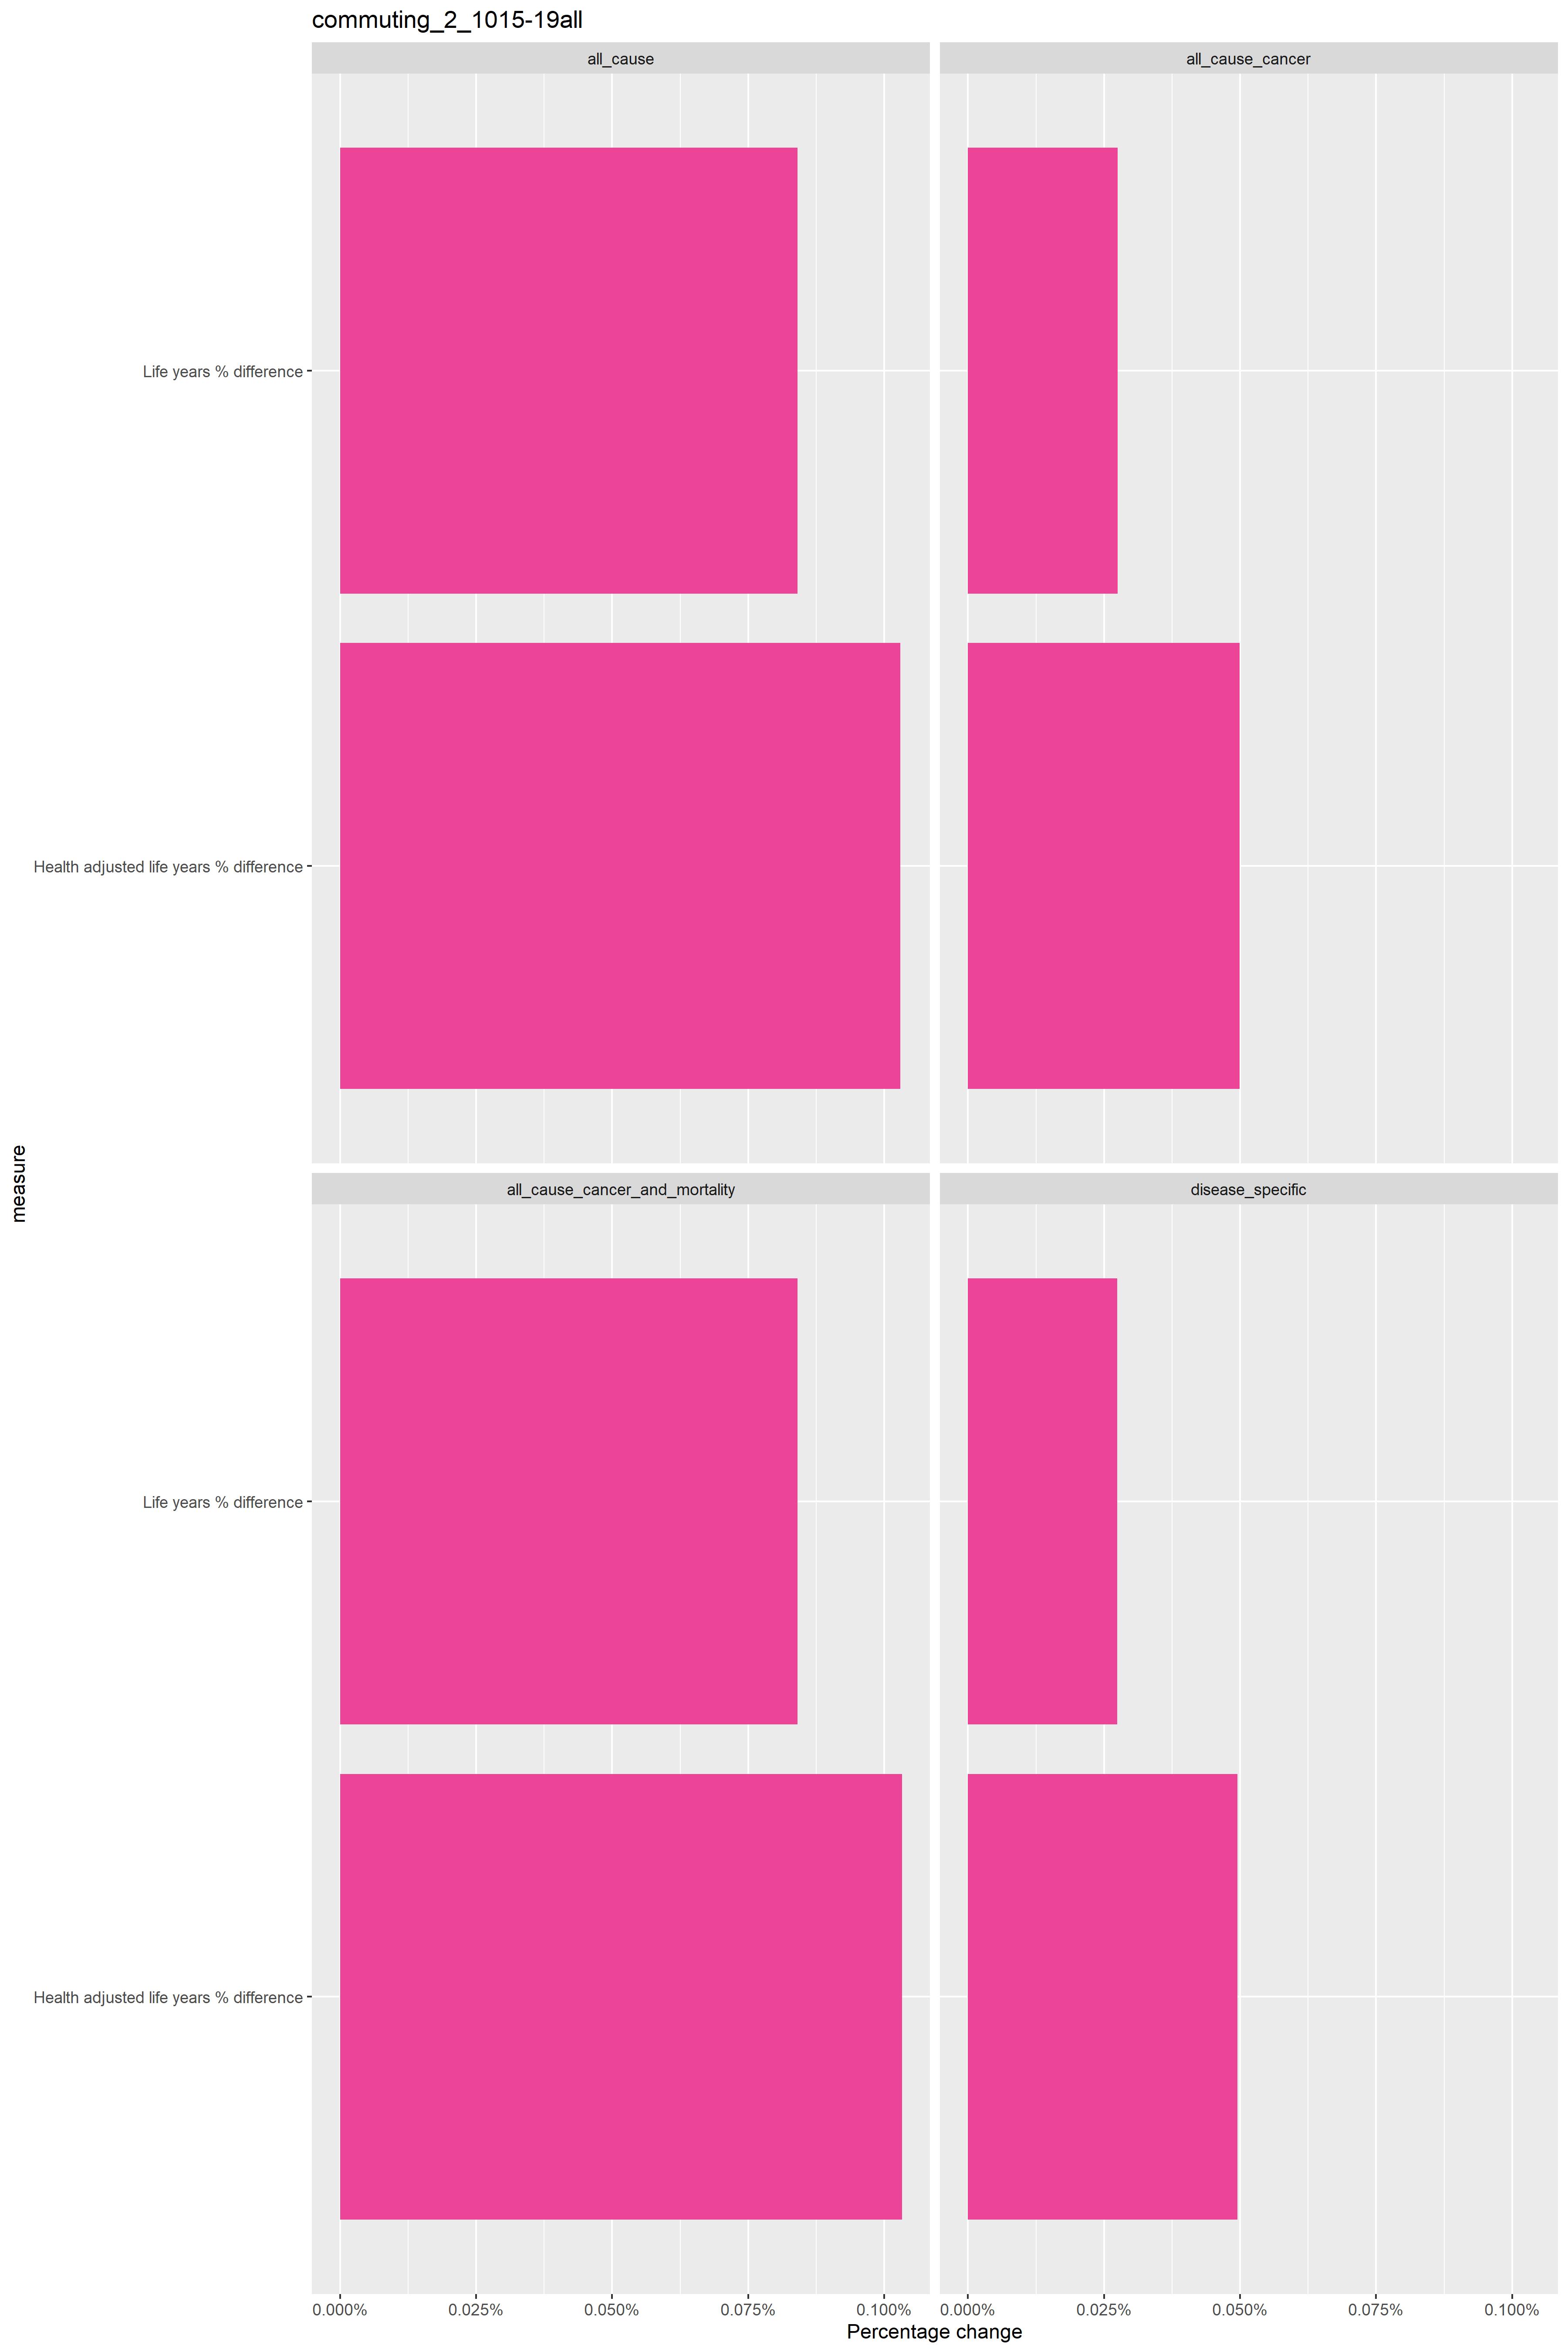 commuting_2_1015-19all
all_cause
all_cause_cancer
Life years % difference
Health adjusted life years % difference
measure
all_cause_cancer_and_mortality
disease_specific
Life years % difference
Health adjusted life years % difference
0.000%
0.025%
0.050%
0.075%
0.100%
0.000%
0.025%
0.050%
0.075%
0.100%
Percentage change